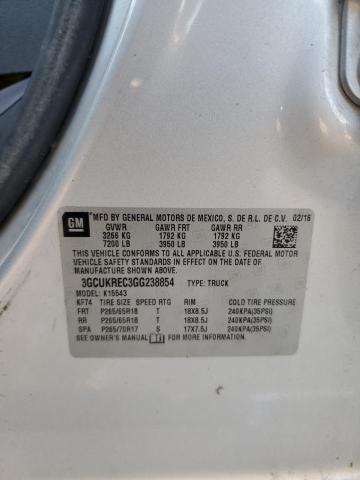 GM
MFD BY GENERAL MOTORS DE MEXICO, S. DE R.L. DE C.V. 02/16
GVWR GAWR FRT GAWR RR
3266 KG 1792 KG 1792 KG
7200 LB 3950 LB 3950 LB
THIS VEHICLE CONFORMS TO ALL APPLICABLE U.S. FEDERAL MOTOR
VEHICLE SAFETY STANDARDS IN EFFECT ON THE DATE OF
MANUFACTURE SHOWN ABOVE.
3GCUKREC3GG238854 TYPE: TRUCK
MODEL: K15543
KF74 TIRE SIZE SPEED RTG RIM COLD TIRE PRESSURE
FRT P265/65R18 T 18X8.5J 240KPA(35PSI)
RR P265/65R18 T 18X8.5J 240KPA(35PSI)
SPA P265/70R17 S 17X7.5J 240KPA(35PSI)
SEE OWNER'S MANUAL FOR ADDITIONAL INFORMATION.